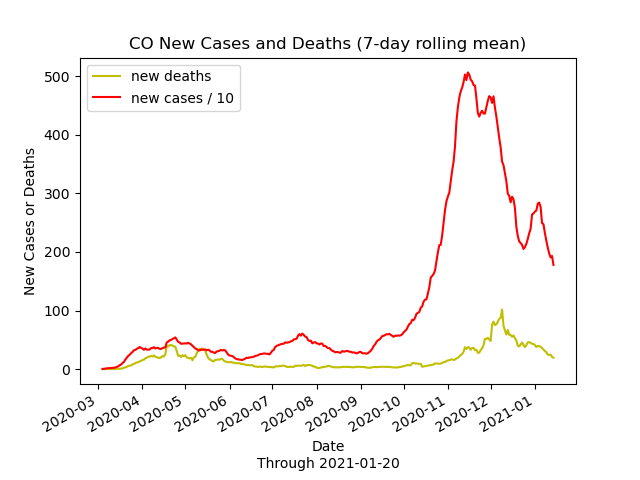 CO New Cases and Deaths (7-day rolling mean)
new deaths
new cases / 10
500
400
300
200
100
0
New Cases or Deaths
2020-03
2020-04
2020-05
2020-06
2020-07
2020-08
2020-09
2020-10
2020-11
2020-12
2021-01
Date
Through 2021-01-20